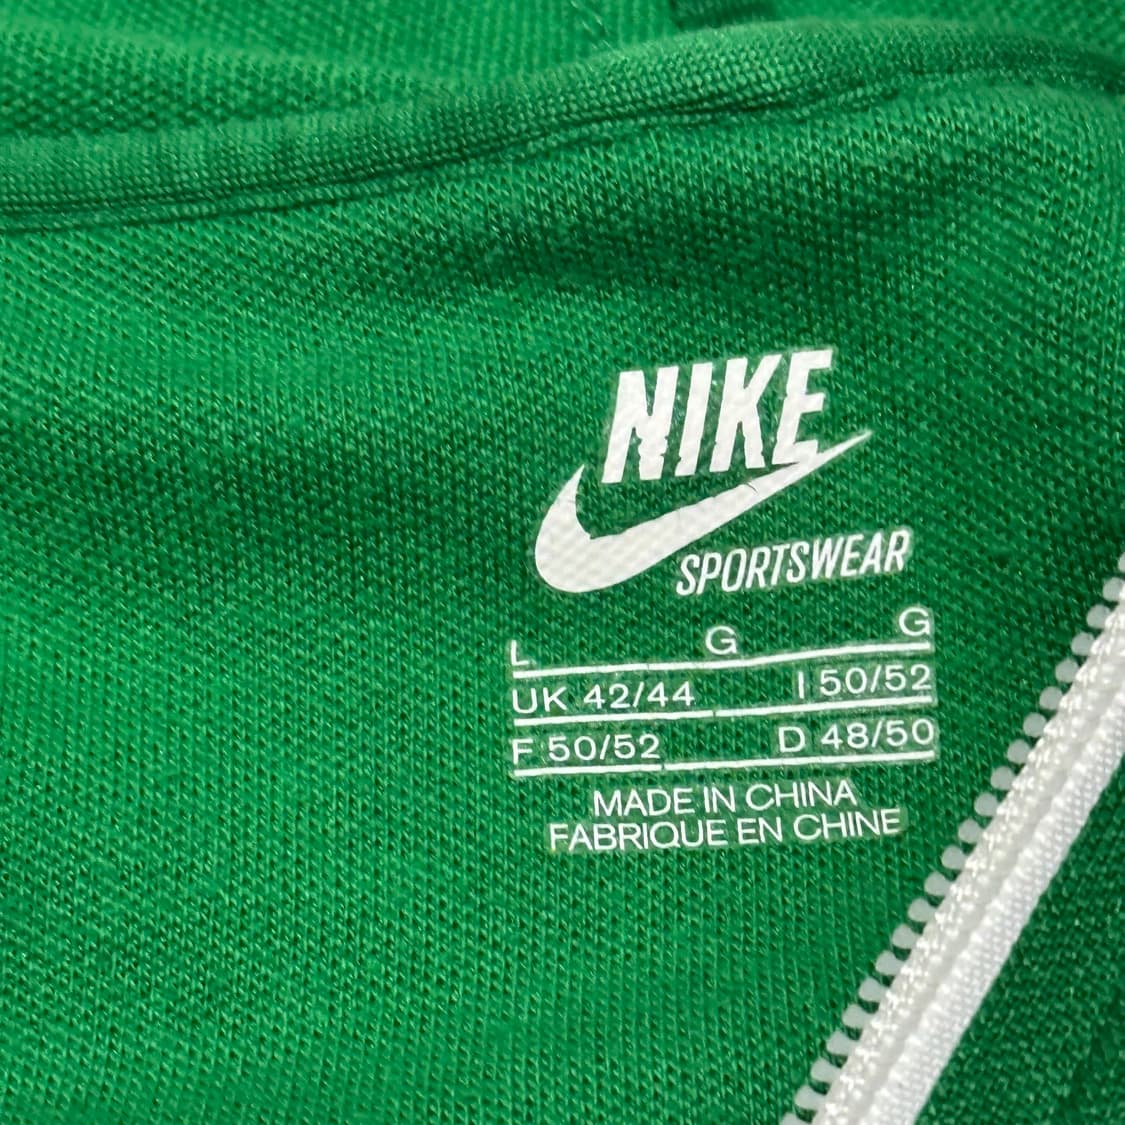 NIKE
SPORTSWEAR
L G G
UK 42/44 I 50/52
F 50/52 D 48/50
MADE IN CHINA
FABRIQUE EN CHINE